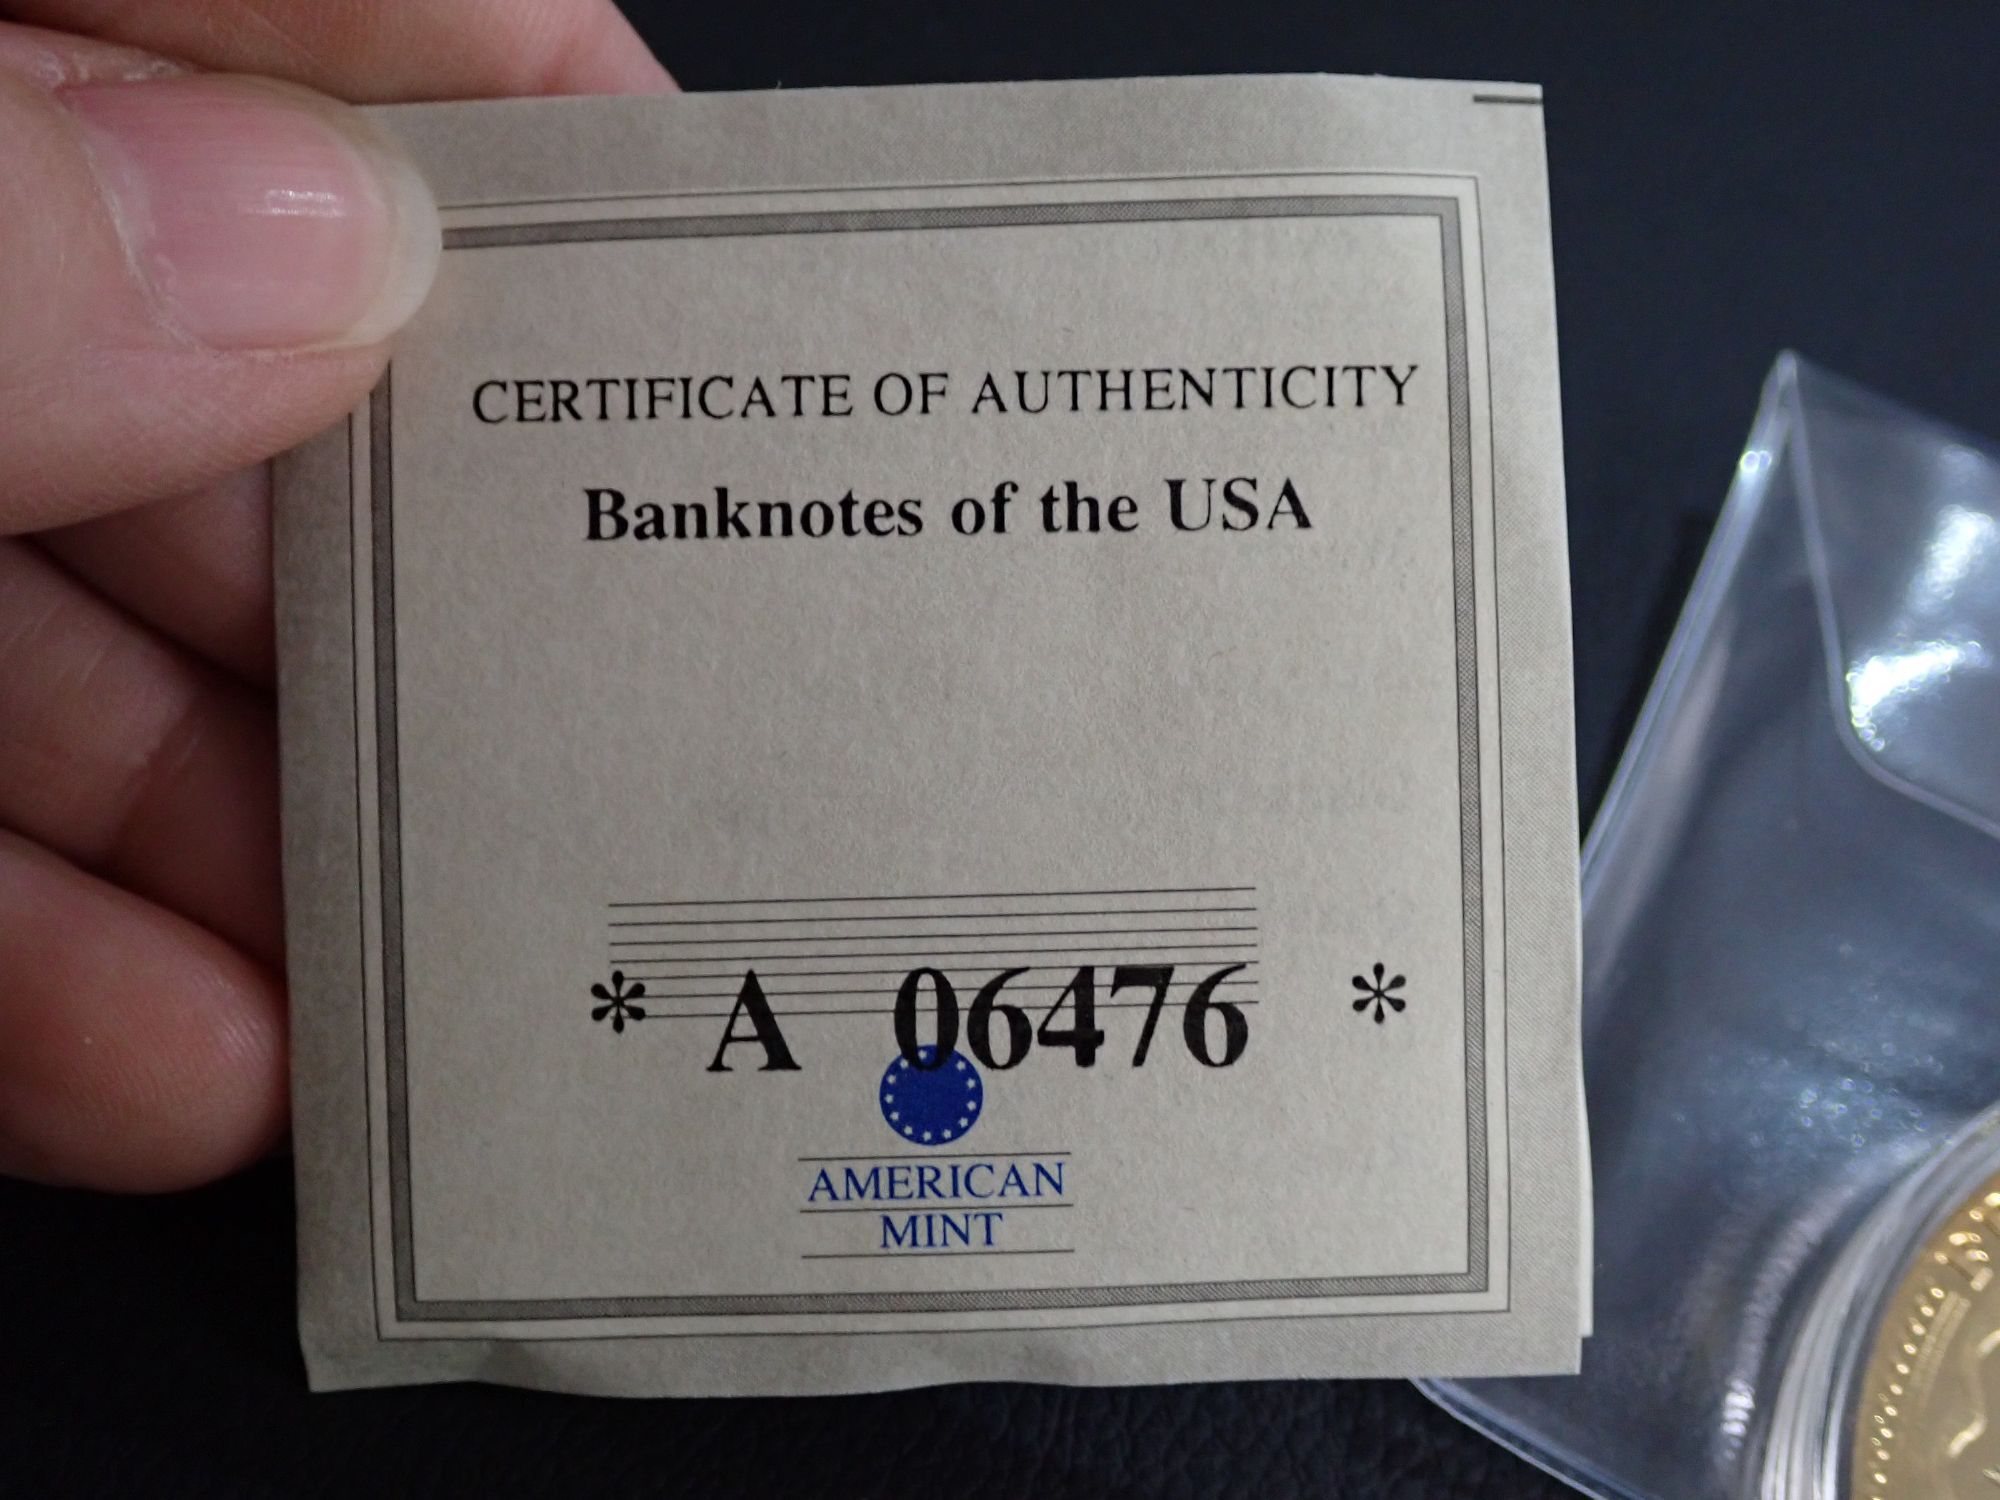 CERTIFICATE OF AUTHENTICITY
Banknotes of the USA
* A 06476 *
AMERICAN
MINT